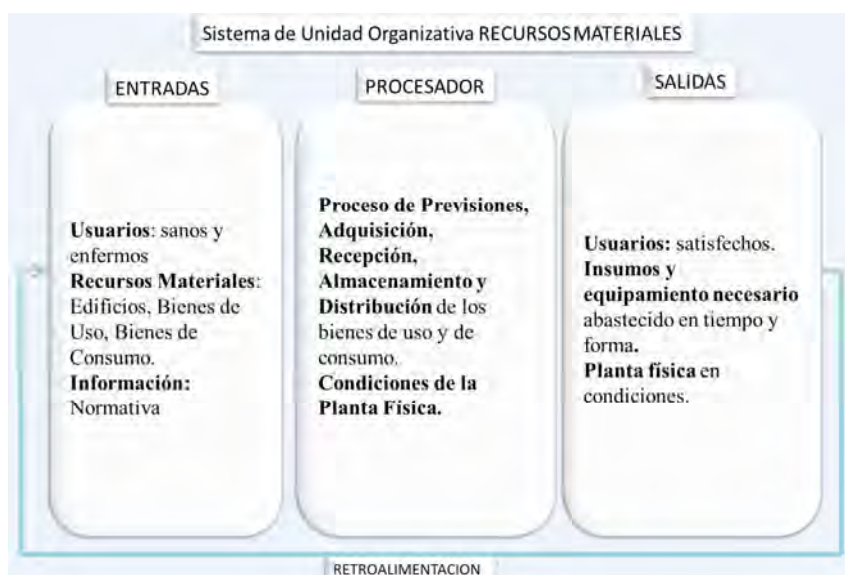 Sistema de Unidad Organizativa RECURSOS MATERIALES
ENTRADAS
Usuarios: sanos y
enfermos
Recursos Materiales:
Edificios, Bienes de
Uso, Bienes de
Consumo.
Información:
Normativa
PROCESADOR
Proceso de Previsiones,
Adquisición,
Recepción,
Almacenamiento y
Distribución de los
bienes de uso y de
consumo.
Condiciones de la
Planta Física.
SALIDAS
Usuarios: satisfechos.
Insumos y
equipamiento necesario
abastecido en tiempo y
forma.
Planta física en
condiciones.
RETROALIMENTACION